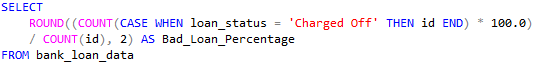 SELECT
ROUND((COUNT(CASE WHEN loan_status = 'Charged Off' THEN id END) * 100.0)
/ COUNT(id), 2) AS Bad_Loan_Percentage
FROM bank_loan_data